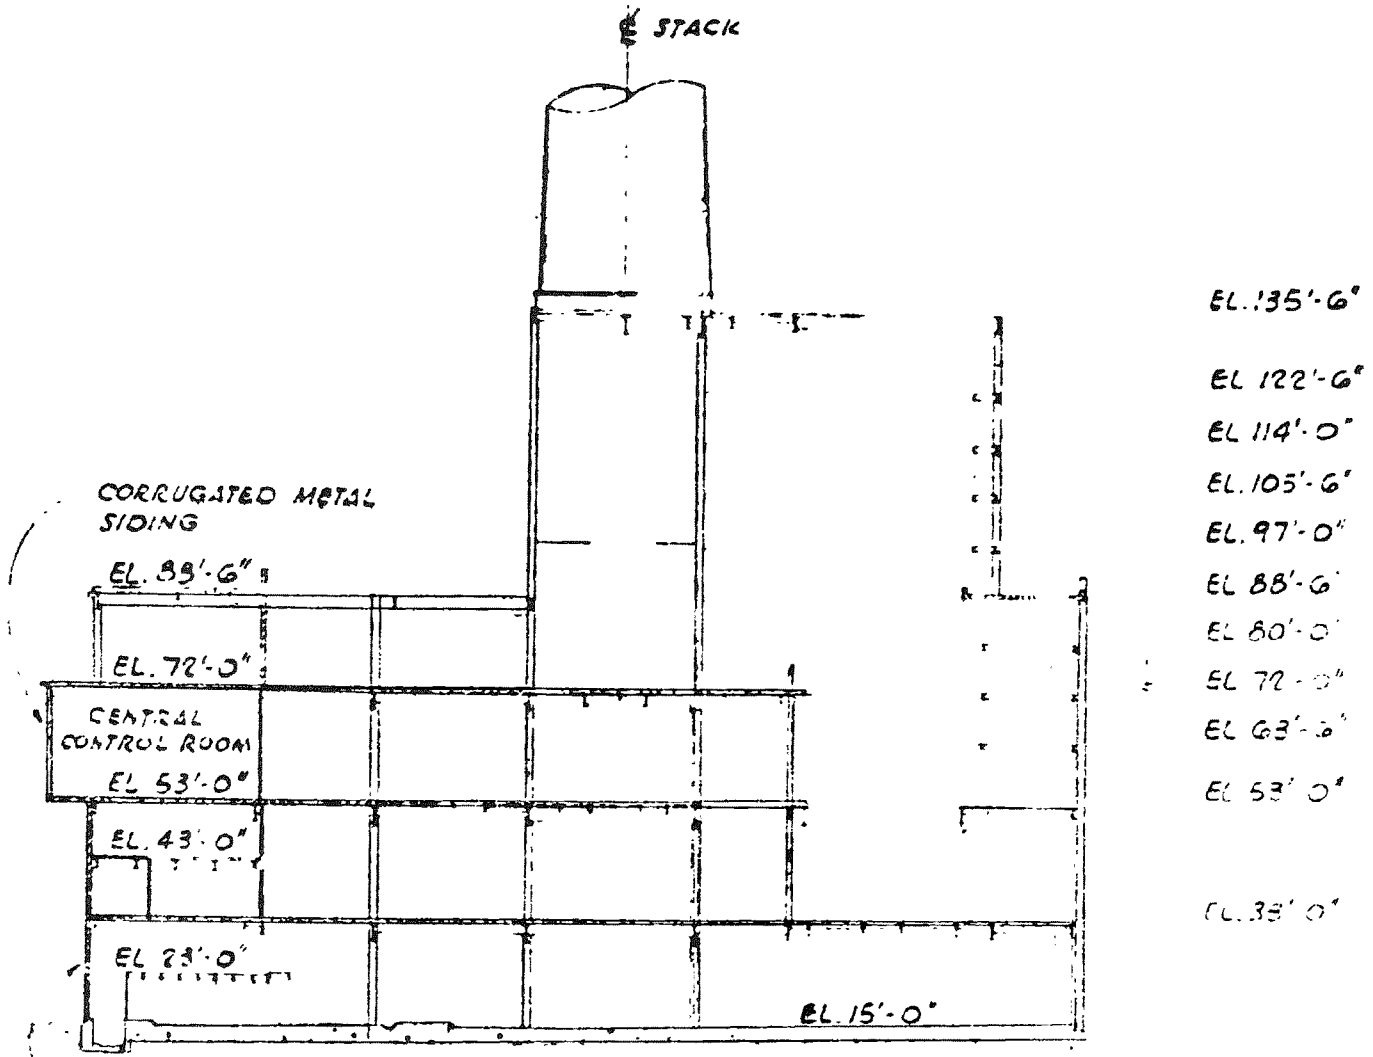 ℄ STACK
EL. 135'-6"
EL 122'-6"
EL 114'-0"
EL. 105'-6"
EL. 97'-0"
EL 88'-6
EL 80'-0'
EL 72-0"
EL 63'-6"
EL 53' 0"
EL. 33' 0"
CORRUGATED METAL
SIDING
EL. 88'-6"
EL. 72'-0"
CENTRAL
CONTROL ROOM
EL 53'-0"
EL. 43'-0"
EL 23'-0"
EL. 15'-0"